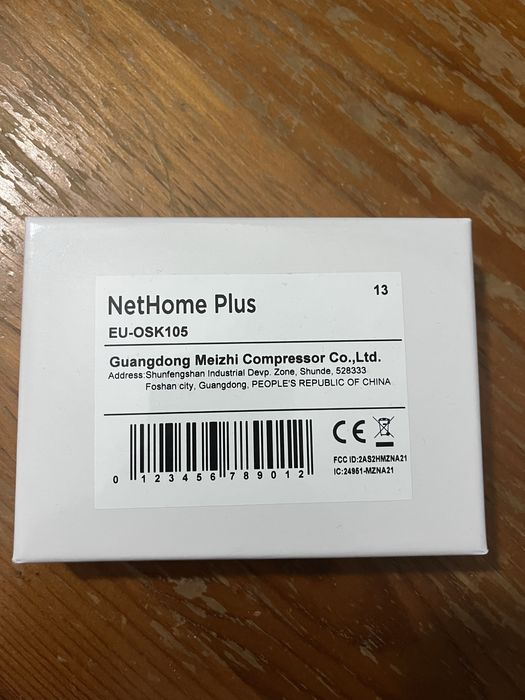 13
NetHome Plus
EU-OSK105
Guangdong Meizhi Compressor Co.,Ltd.
Address:Shunfengshan Industrial Devp. Zone, Shunde, 528333
Foshan city, Guangdong, PEOPLE'S REPUBLIC OF CHINA
CE
FCC ID:2AS2HMZNA21
IC:24951-MZNA21
0 123456 789012